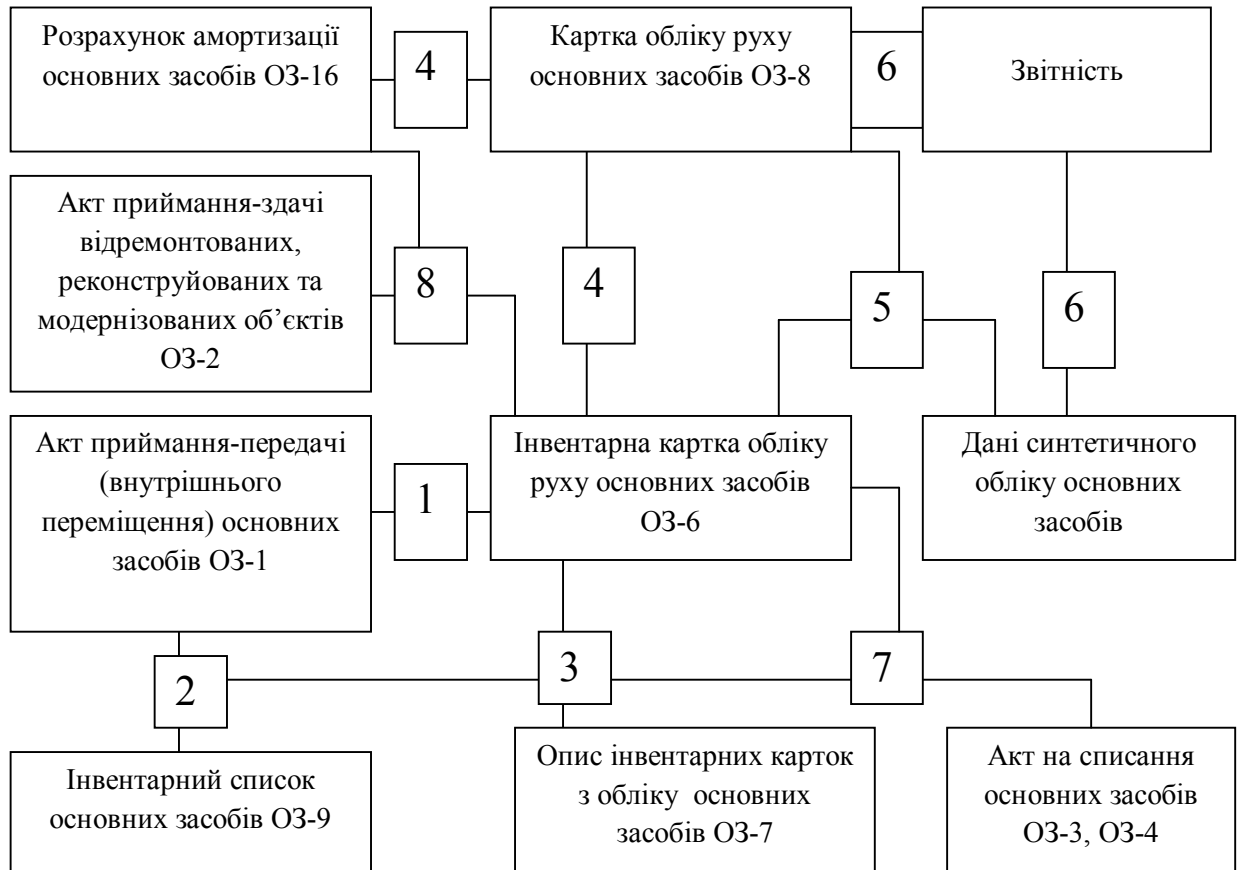 Розрахунок амортизації
основних засобів ОЗ-16
4
Картка обліку руху
основних засобів ОЗ-8
6
Звітність
Акт приймання-здачі
відремонтованих,
реконструйованих та
модернізованих об’єктів
ОЗ-2
8
4
5
6
Акт приймання-передачі
(внутрішнього
переміщення) основних
засобів ОЗ-1
1
Інвентарна картка обліку
руху основних засобів
ОЗ-6
Дані синтетичного
обліку основних
засобів
2
3
7
Інвентарний список
основних засобів ОЗ-9
Опис інвентарних карток
з обліку основних
засобів ОЗ-7
Акт на списання
основних засобів
ОЗ-3, ОЗ-4